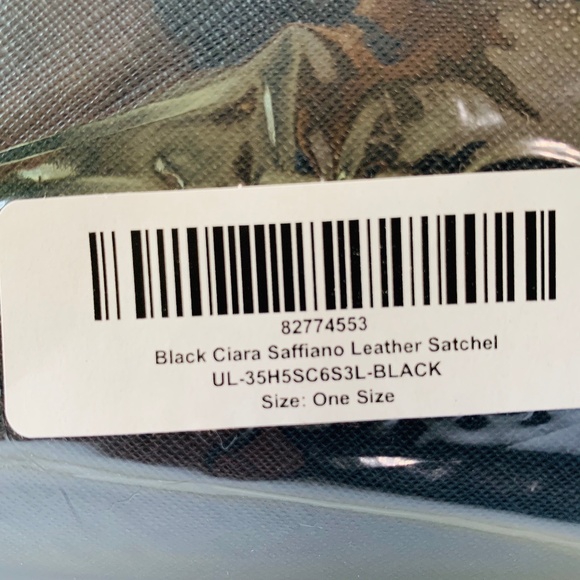 82774553
Black Ciara Saffiano Leather Satchel
UL-35H5SC6S3L-BLACK
Size: One Size